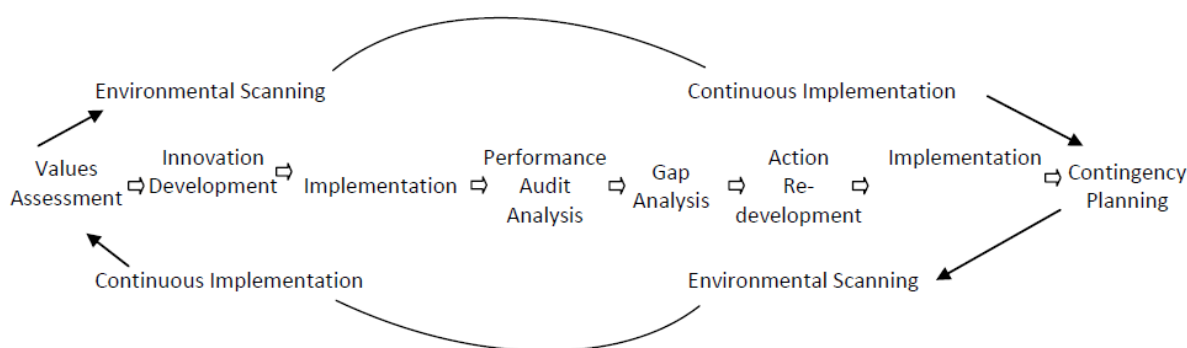 Environmental Scanning
Continuous Implementation
Values
Assessment
Innovation
Development
Implementation
Performance
Audit
Analysis
Gap
Analysis
Action
Re-
development
Implementation
Contingency
Planning
Continuous Implementation
Environmental Scanning